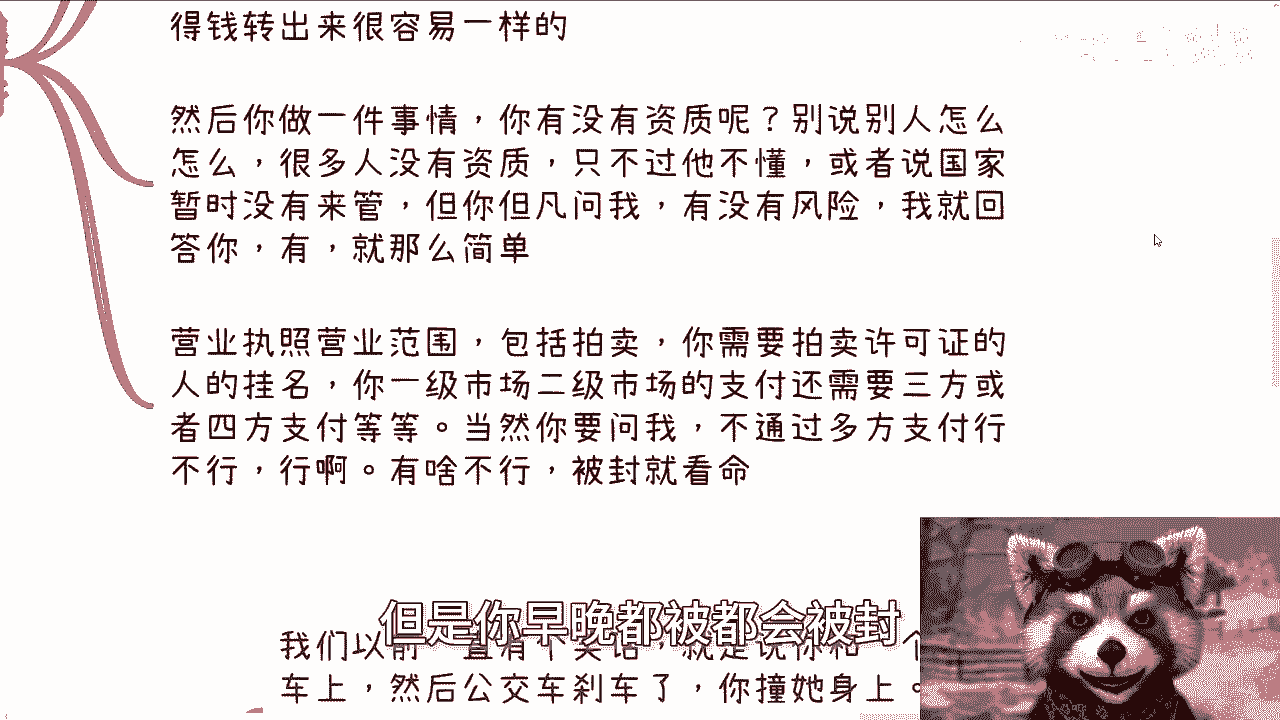 得钱转出来很容易一样的
然后你做一件事情，你有没有资质呢？别说别人怎么
怎么，很多人没有资质，只不过他不懂，或者说国家
暂时没有来管，但你但凡问我，有没有风险，我就回
答你，有，就那么简单
营业执照营业范围，包括拍卖，你需要拍卖许可证的
人的挂名，你一级市场二级市场的支付还需要三方或
者四方支付等等。当然你要问我，不通过多方支付行
不行，行啊。有啥不行，被封就看命
但是你早晚都被都会被封
我们以前一直有个笑话，就是说你和一个
车上，然后公交车刹车了，你撞她身上。